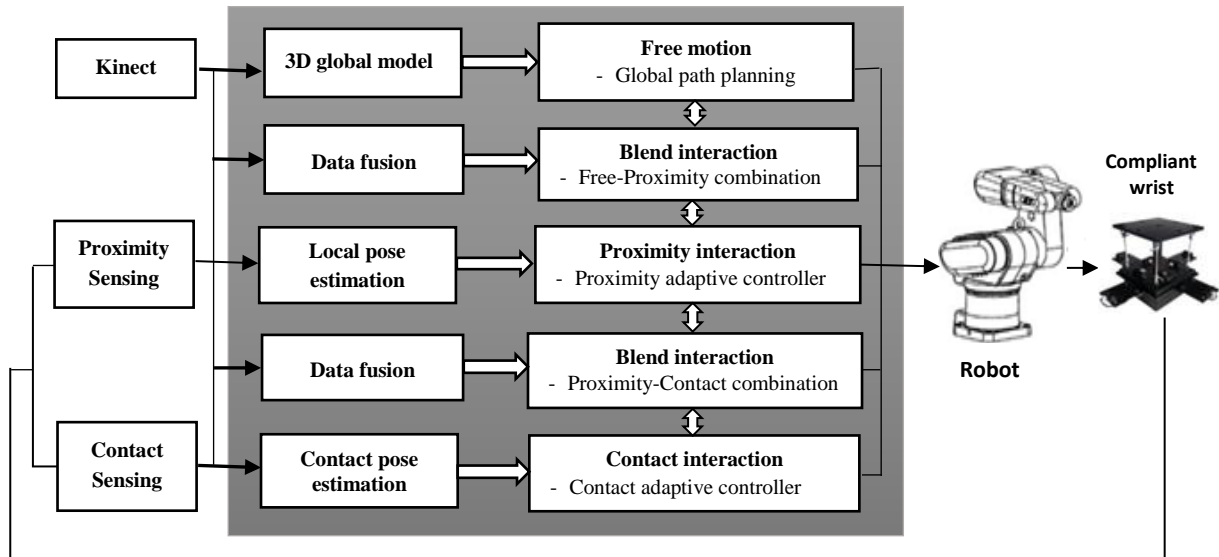 Kinect
3D global model
Free motion
- Global path planning
Data fusion
Blend interaction
- Free-Proximity combination
Compliant
wrist
Proximity
Sensing
Local pose
estimation
Proximity interaction
- Proximity adaptive controller
Data fusion
Blend interaction
- Proximity-Contact combination
Robot
Contact
Sensing
Contact pose
estimation
Contact interaction
- Contact adaptive controller